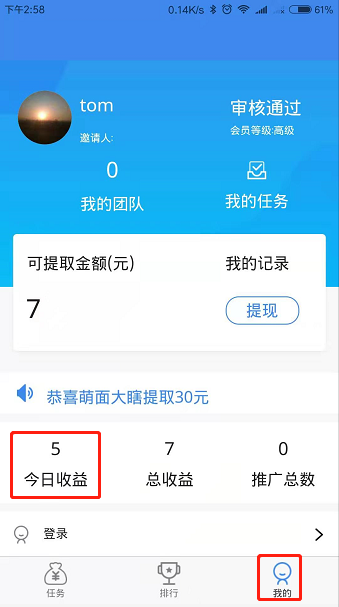 下午2:58 0.14K/s 61%
tom
审核通过
邀请人:
会员等级:高级
0
我的团队
我的任务
可提取金额(元)
我的记录
7
提现
恭喜萌面大瞎提取30元
5 7 0
今日收益 总收益 推广总数
登录
任务 排行 我的